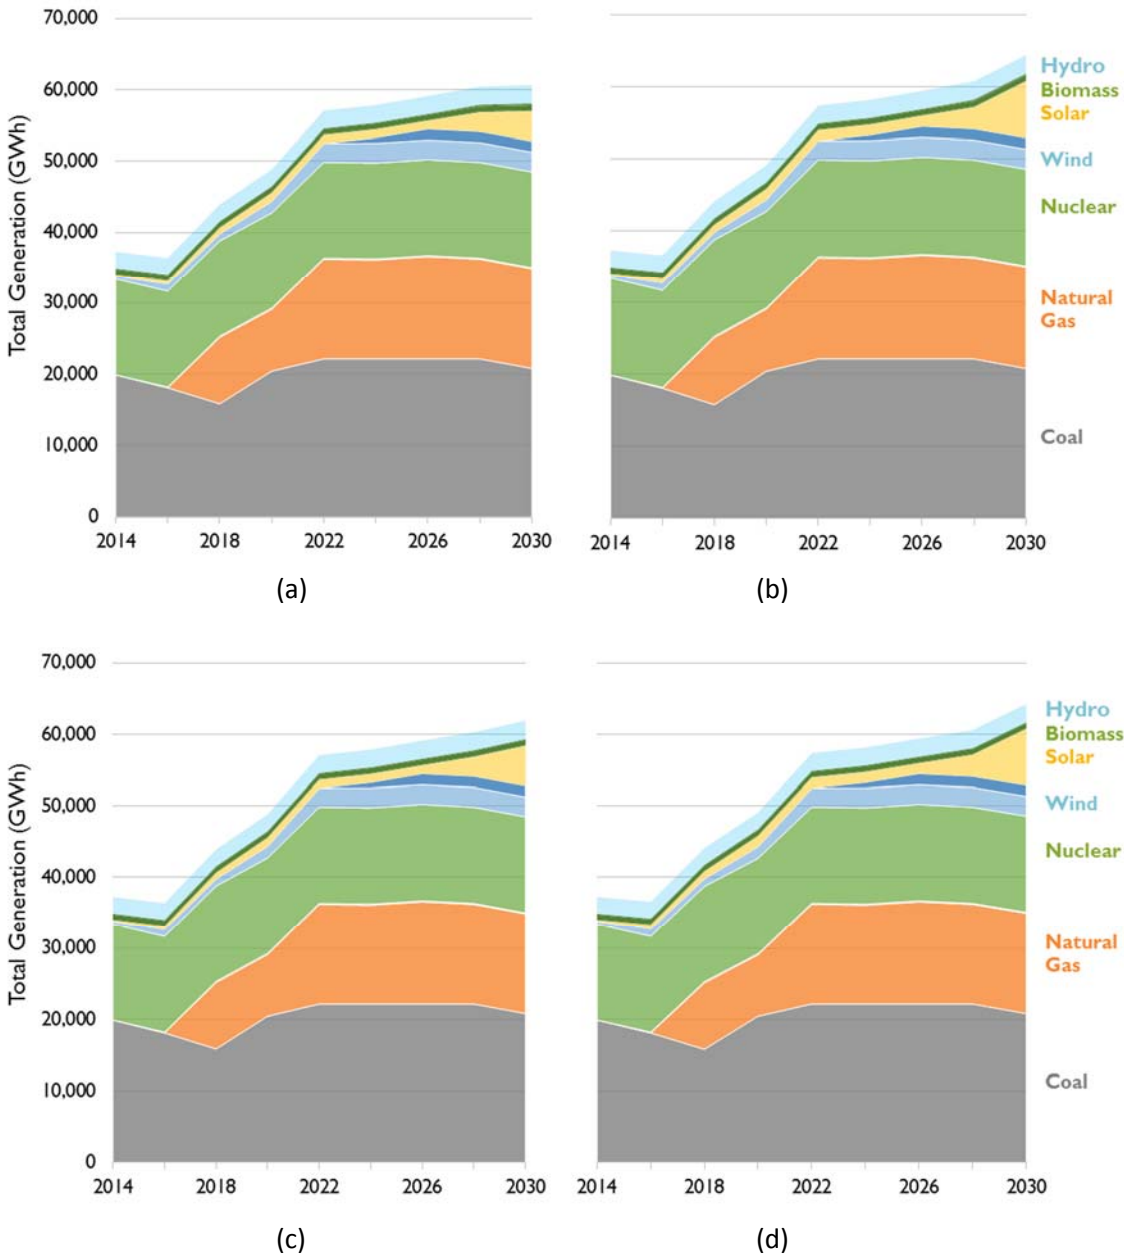 70,000
60,000
50,000
40,000
30,000
20,000
10,000
0
Total Generation (GWh)
2014
2018
2022
2026
2030
(a)
2014
2018
2022
2026
2030
(b)
Hydro
Biomass
Solar
Wind
Nuclear
Natural
Gas
Coal
70,000
60,000
50,000
40,000
30,000
20,000
10,000
0
Total Generation (GWh)
2014
2018
2022
2026
2030
(c)
2014
2018
2022
2026
2030
(d)
Hydro
Biomass
Solar
Wind
Nuclear
Natural
Gas
Coal